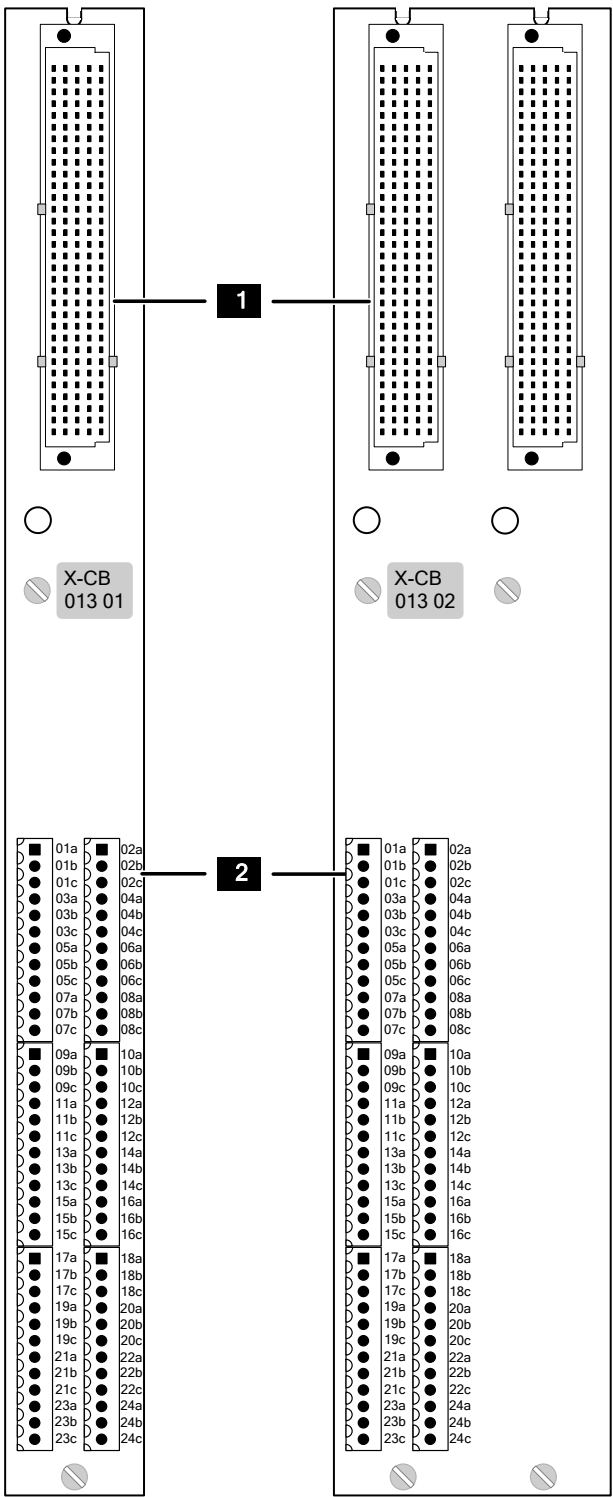 1
X-CB
013 01
X-CB
013 02
2
01a 02a
01b 02b
01c 02c
03a 04a
03b 04b
03c 04c
05a 06a
05b 06b
05c 06c
07a 08a
07b 08b
07c 08c
09a 10a
09b 10b
09c 10c
11a 12a
11b 12b
11c 12c
13a 14a
13b 14b
13c 14c
15a 16a
15b 16b
15c 16c
17a 18a
17b 18b
17c 18c
19a 20a
19b 20b
19c 20c
21a 22a
21b 22b
21c 22c
23a 24a
23b 24b
23c 24c
01a 02a
01b 02b
01c 02c
03a 04a
03b 04b
03c 04c
05a 06a
05b 06b
05c 06c
07a 08a
07b 08b
07c 08c
09a 10a
09b 10b
09c 10c
11a 12a
11b 12b
11c 12c
13a 14a
13b 14b
13c 14c
15a 16a
15b 16b
15c 16c
17a 18a
17b 18b
17c 18c
19a 20a
19b 20b
19c 20c
21a 22a
21b 22b
21c 22c
23a 24a
23b 24b
23c 24c